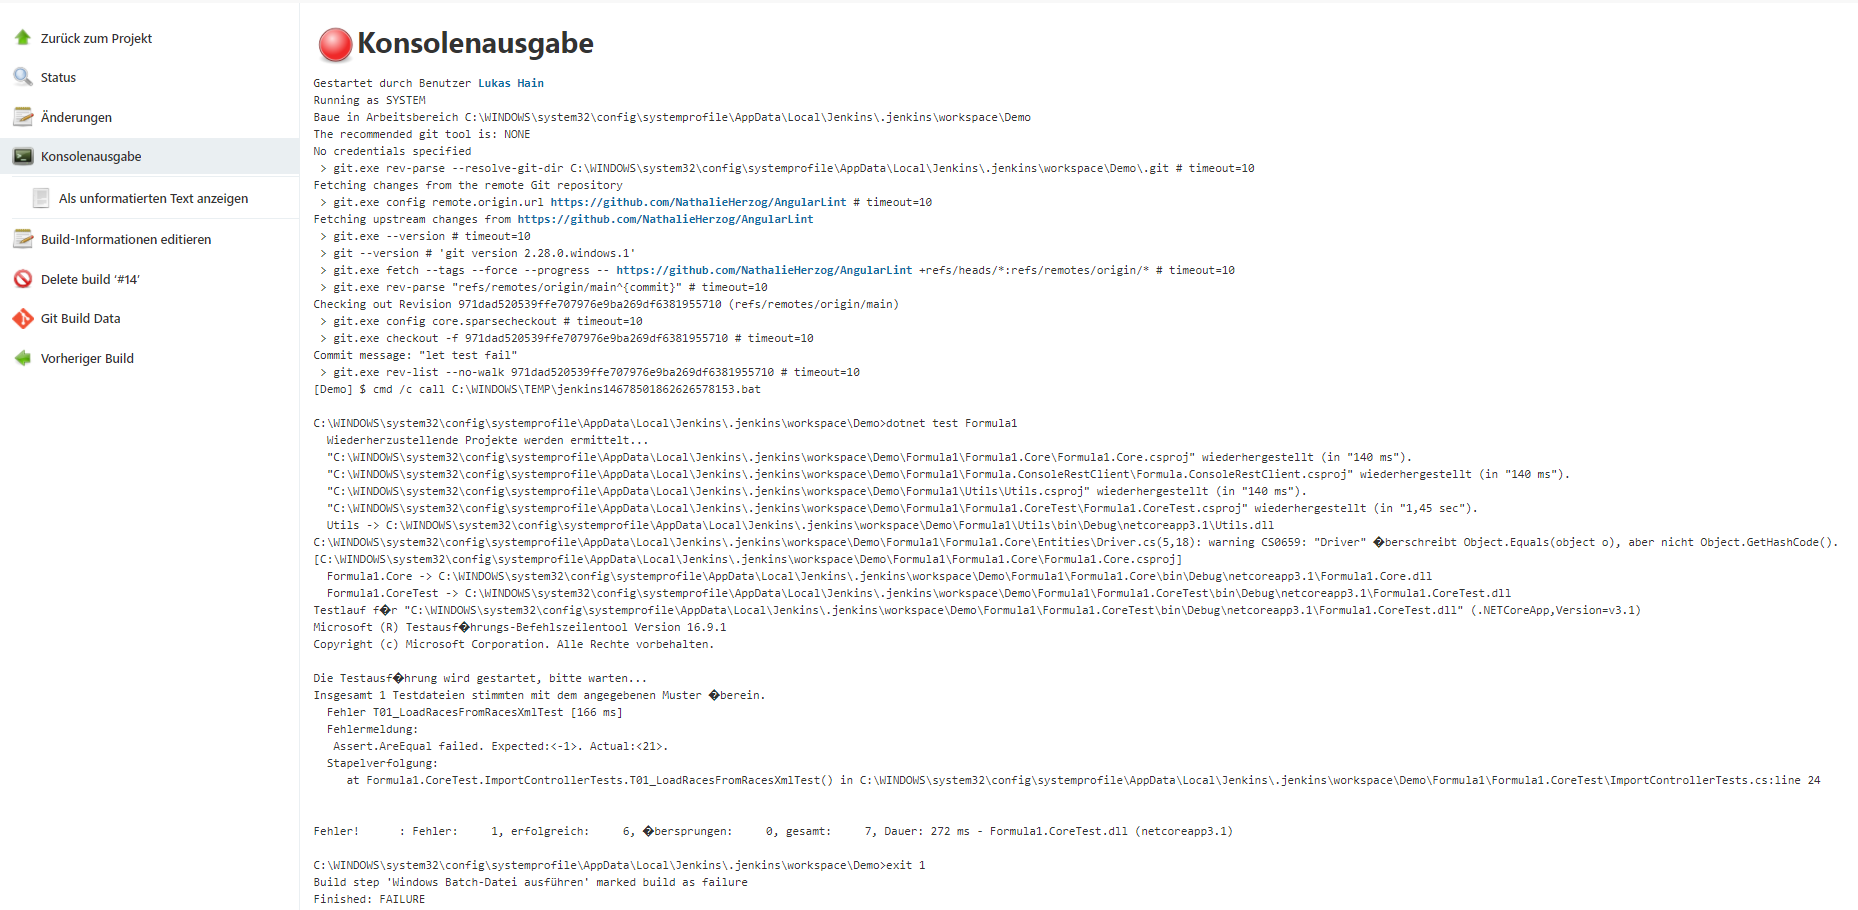 Zurück zum Projekt
Status
Änderungen
Konsolenausgabe
Als unformatierten Text anzeigen
Build-Informationen editieren
Delete build ‘#14’
Git Build Data
Vorheriger Build
Konsolenausgabe
Gestartet durch Benutzer Lukas Hain
Running as SYSTEM
Baue in Arbeitsbereich C:\WINDOWS\system32\config\systemprofile\AppData\Local\Jenkins\.jenkins\workspace\Demo
The recommended git tool is: NONE
No credentials specified
> git.exe rev-parse --resolve-git-dir C:\WINDOWS\system32\config\systemprofile\AppData\Local\Jenkins\.jenkins\workspace\Demo\.git # timeout=10
Fetching changes from the remote Git repository
> git.exe config remote.origin.url https://github.com/NathalieHerzog/AngularLint # timeout=10
Fetching upstream changes from https://github.com/NathalieHerzog/AngularLint
> git.exe --version # timeout=10
> git --version # 'git version 2.28.0.windows.1'
> git.exe fetch --tags --force --progress -- https://github.com/NathalieHerzog/AngularLint +refs/heads/*:refs/remotes/origin/* # timeout=10
> git.exe rev-parse "refs/remotes/origin/main^{commit}" # timeout=10
Checking out Revision 971dad520539ffe707976e9ba269df6381955710 (refs/remotes/origin/main)
> git.exe config core.sparsecheckout # timeout=10
> git.exe checkout -f 971dad520539ffe707976e9ba269df6381955710 # timeout=10
Commit message: "let test fail"
> git.exe rev-list --no-walk 971dad520539ffe707976e9ba269df6381955710 # timeout=10
[Demo] $ cmd /c call C:\WINDOWS\TEMP\jenkins14678501862626578153.bat
C:\WINDOWS\system32\config\systemprofile\AppData\Local\Jenkins\.jenkins\workspace\Demo>dotnet test Formula1
Wiederherzustellende Projekte werden ermittelt...
"C:\WINDOWS\system32\config\systemprofile\AppData\Local\Jenkins\.jenkins\workspace\Demo\Formula1\Formula1.Core\Formula1.Core.csproj" wiederhergestellt (in "140 ms").
"C:\WINDOWS\system32\config\systemprofile\AppData\Local\Jenkins\.jenkins\workspace\Demo\Formula1\Formula.ConsoleRestClient\Formula.ConsoleRestClient.csproj" wiederhergestellt (in "140 ms").
"C:\WINDOWS\system32\config\systemprofile\AppData\Local\Jenkins\.jenkins\workspace\Demo\Formula1\Utils\Utils.csproj" wiederhergestellt (in "140 ms").
"C:\WINDOWS\system32\config\systemprofile\AppData\Local\Jenkins\.jenkins\workspace\Demo\Formula1\Formula1.CoreTest\Formula1.CoreTest.csproj" wiederhergestellt (in "1,45 sec").
Utils -> C:\WINDOWS\system32\config\systemprofile\AppData\Local\Jenkins\.jenkins\workspace\Demo\Formula1\Utils\bin\Debug\netcoreapp3.1\Utils.dll
C:\WINDOWS\system32\config\systemprofile\AppData\Local\Jenkins\.jenkins\workspace\Demo\Formula1\Formula1.Core\Entities\Driver.cs(5,18): warning CS0659: "Driver" �berschreibt Object.Equals(object o), aber nicht Object.GetHashCode().
[C:\WINDOWS\system32\config\systemprofile\AppData\Local\Jenkins\.jenkins\workspace\Demo\Formula1\Formula1.Core\Formula1.Core.csproj]
Formula1.Core -> C:\WINDOWS\system32\config\systemprofile\AppData\Local\Jenkins\.jenkins\workspace\Demo\Formula1\Formula1.Core\bin\Debug\netcoreapp3.1\Formula1.Core.dll
Formula1.CoreTest -> C:\WINDOWS\system32\config\systemprofile\AppData\Local\Jenkins\.jenkins\workspace\Demo\Formula1\Formula1.CoreTest\bin\Debug\netcoreapp3.1\Formula1.CoreTest.dll
Testlauf f�r "C:\WINDOWS\system32\config\systemprofile\AppData\Local\Jenkins\.jenkins\workspace\Demo\Formula1\Formula1.CoreTest\bin\Debug\netcoreapp3.1\Formula1.CoreTest.dll" (.NETCoreApp,Version=v3.1)
Microsoft (R) Testausf�hrungs-Befehlszeilentool Version 16.9.1
Copyright (c) Microsoft Corporation. Alle Rechte vorbehalten.
Die Testausf�hrung wird gestartet, bitte warten...
Insgesamt 1 Testdateien stimmten mit dem angegebenen Muster �berein.
Fehler T01_LoadRacesFromRacesXmlTest [166 ms]
Fehlermeldung:
Assert.AreEqual failed. Expected:<-1>. Actual:<21>.
Stapelverfolgung:
at Formula1.CoreTest.ImportControllerTests.T01_LoadRacesFromRacesXmlTest() in C:\WINDOWS\system32\config\systemprofile\AppData\Local\Jenkins\.jenkins\workspace\Demo\Formula1\Formula1.CoreTest\ImportControllerTests.cs:line 24
Fehler!      : Fehler:     1, erfolgreich:     6, �bersprungen:     0, gesamt:     7, Dauer: 272 ms - Formula1.CoreTest.dll (netcoreapp3.1)
C:\WINDOWS\system32\config\systemprofile\AppData\Local\Jenkins\.jenkins\workspace\Demo>exit 1
Build step 'Windows Batch-Datei ausführen' marked build as failure
Finished: FAILURE